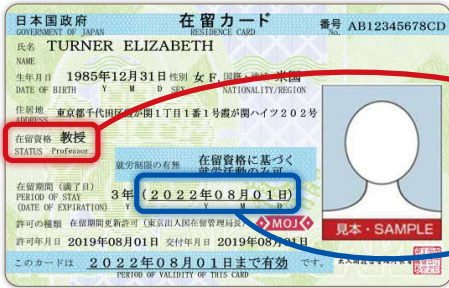 日本国政府 在留カード 番号 AB12345678CD
GOVERNMENT OF JAPAN RESIDENCE CARD No.
氏名 TURNER ELIZABETH
NAME
生年月日 1985年12月31日 性別 女 F. 国籍・地域 米国
DATE OF BIRTH Y M D SEX NATIONALITY/REGION
住居地 東京都千代田区霞が関1丁目1番1号霞が関ハイツ202号
ADDRESS
在留資格 教授
STATUS Professor
就労制限の有無 在留資格に基づく
就労活動のみ可
在留期間(満了日) 3年(2022年08月01日)
PERIOD OF STAY
(DATE OF EXPIRATION) Y M D
許可の種類 在留期間更新許可(東京出入国在留管理局長) MOJ
許可年月日 2019年08月01日 交付年月日 2019年08月01日
見本・SAMPLE
このカードは 2022年08月01日まで有効 です。
PERIOD OF VALIDITY OF THIS CARD